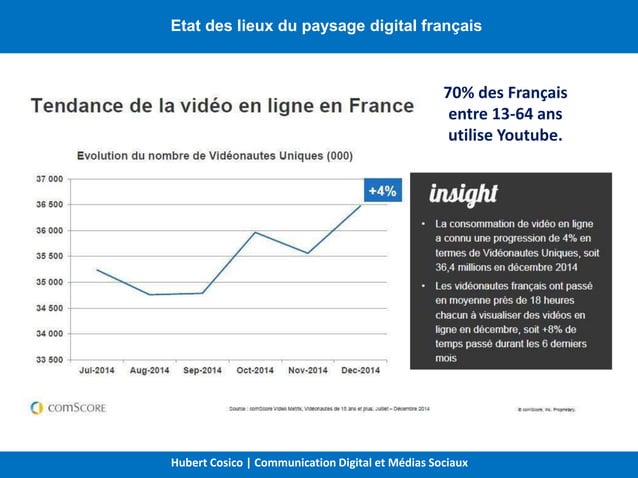 Etat des lieux du paysage digital français
70% des Français
entre 13-64 ans
utilise Youtube.
Tendance de la vidéo en ligne en France
Evolution du nombre de Vidéonautes Uniques (000)
37 000
36 500
36 000
35 500
35 000
34 500
34 000
33 500
+4%
Jul-2014 Aug-2014 Sep-2014 Oct-2014 Nov-2014 Dec-2014
insight
• La consommation de vidéo en ligne
a connu une progression de 4% en
termes de Vidéonautes Uniques, soit
36,4 millions en décembre 2014
• Les vidéonautes français ont passé
en moyenne près de 18 heures
chacun à visualiser des vidéos en
ligne en décembre, soit +8% de
temps passé durant les 6 derniers
mois
comScore
Source : comScore Video Metrix, Vidéonautes de 15 ans et plus, Juillet – Décembre 2014
© comScore, Inc. Proprietary.
Hubert Cosico | Communication Digital et Médias Sociaux